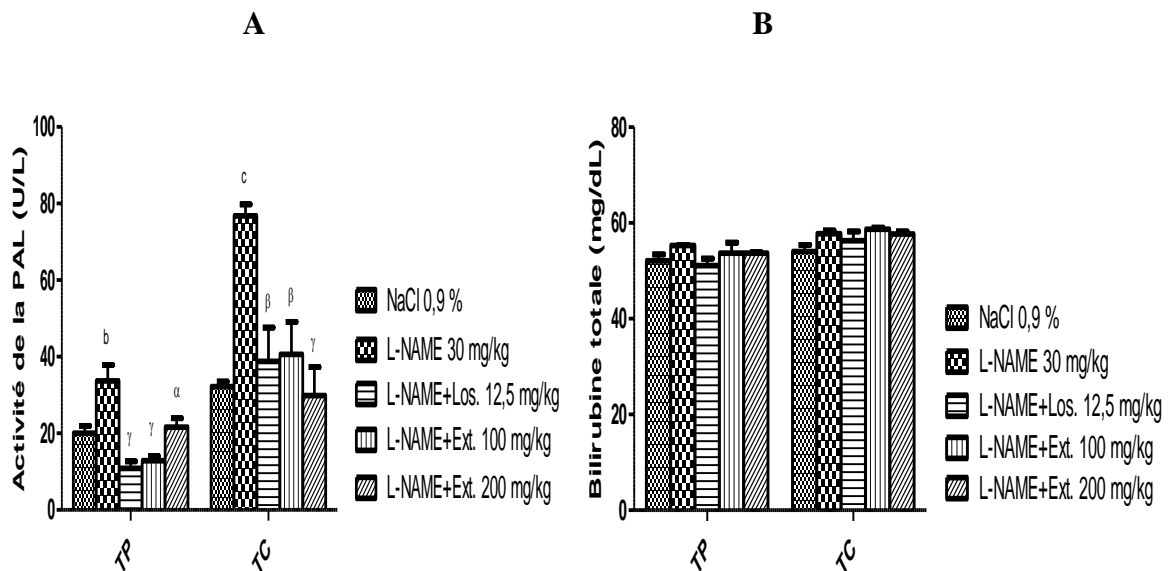 A
B
Activité de la PAL (U/L)
100
80
60
40
20
0
b
γ
γ
α
c
β
β
γ
TP
TC
NaCl 0,9 %
L-NAME 30 mg/kg
L-NAME+Los. 12,5 mg/kg
L-NAME+Ext. 100 mg/kg
L-NAME+Ext. 200 mg/kg
Bilirubine totale (mg/dL)
80
60
40
20
0
TP
TC
NaCl 0,9 %
L-NAME 30 mg/kg
L-NAME+Los. 12,5 mg/kg
L-NAME+Ext. 100 mg/kg
L-NAME+Ext. 200 mg/kg